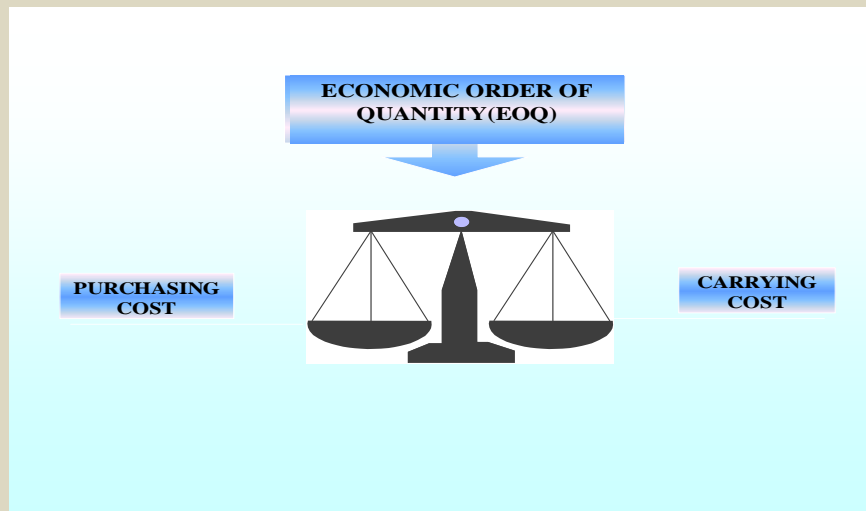 ECONOMIC ORDER OF
QUANTITY(EOQ)
PURCHASING
COST
CARRYING
COST